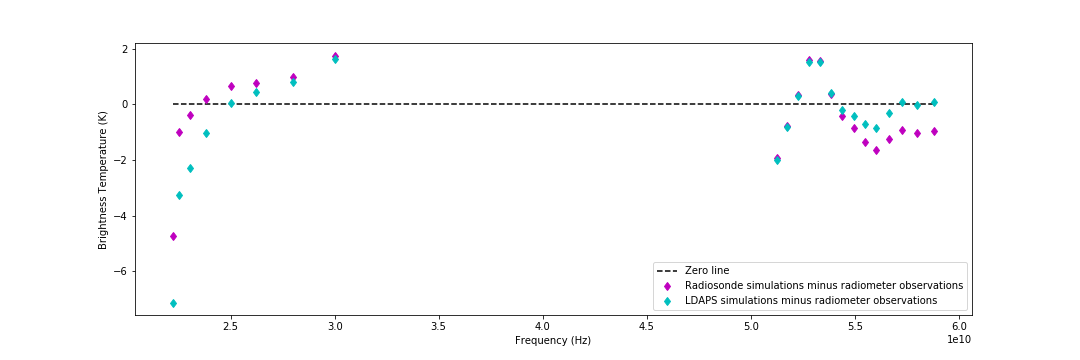 2
0
−2
−4
−6
Brightness Temperature (K)
Zero line
Radiosonde simulations minus radiometer observations
LDAPS simulations minus radiometer observations
2.5 3.0 3.5 4.0 4.5 5.0 5.5 6.0
1e10
Frequency (Hz)